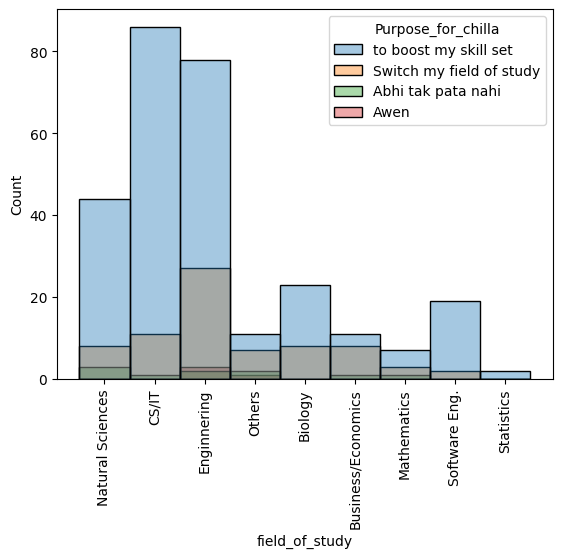 Purpose_for_chilla
to boost my skill set
Switch my field of study
Abhi tak pata nahi
Awen
Count
80
60
40
20
0
Natural Sciences
CS/IT
Enginnering
Others
Biology
Business/Economics
Mathematics
Software Eng.
Statistics
field_of_study